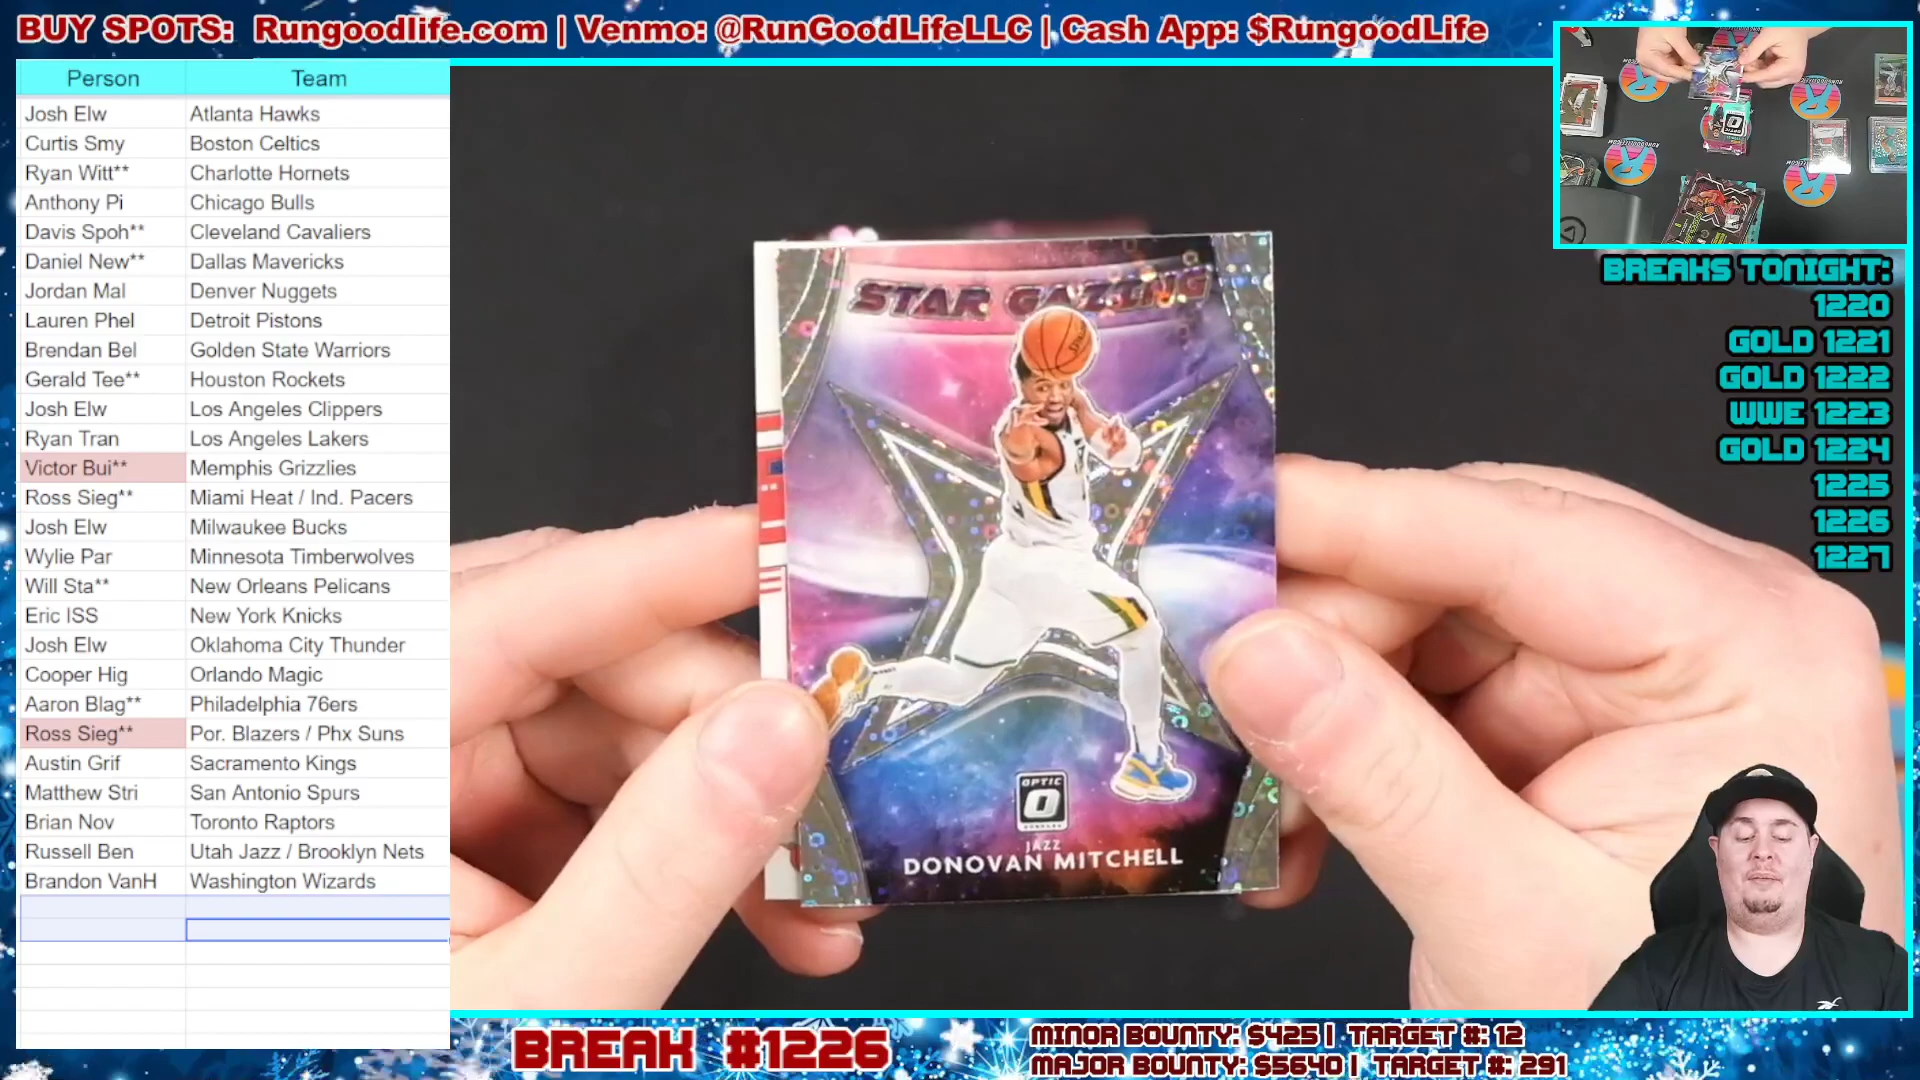 BUY SPOTS: Rungoodlife.com | Venmo: @RunGoodLifeLLC | Cash App: $RungoodLife
Person Team
Josh Elw Atlanta Hawks
Curtis Smy Boston Celtics
Ryan Witt** Charlotte Hornets
Anthony Pi Chicago Bulls
Davis Spoh** Cleveland Cavaliers
Daniel New** Dallas Mavericks
Jordan Mal Denver Nuggets
Lauren Phel Detroit Pistons
Brendan Bel Golden State Warriors
Gerald Tee** Houston Rockets
Josh Elw Los Angeles Clippers
Ryan Tran Los Angeles Lakers
Victor Bui** Memphis Grizzlies
Ross Sieg** Miami Heat / Ind. Pacers
Josh Elw Milwaukee Bucks
Wylie Par Minnesota Timberwolves
Will Sta** New Orleans Pelicans
Eric ISS New York Knicks
Josh Elw Oklahoma City Thunder
Cooper Hig Orlando Magic
Aaron Blag** Philadelphia 76ers
Ross Sieg** Por. Blazers / Phx Suns
Austin Grif Sacramento Kings
Matthew Stri San Antonio Spurs
Brian Nov Toronto Raptors
Russell Ben Utah Jazz / Brooklyn Nets
Brandon VanH Washington Wizards
STAR GAZING
OPTIC
JAZZ
DONOVAN MITCHELL
BREAKS TONIGHT:
1220
GOLD 1221
GOLD 1222
WWE 1223
GOLD 1224
1225
1226
1227
BREAK #1226
MINOR BOUNTY: $425 | TARGET #: 12
MAJOR BOUNTY: $5640 | TARGET #: 291